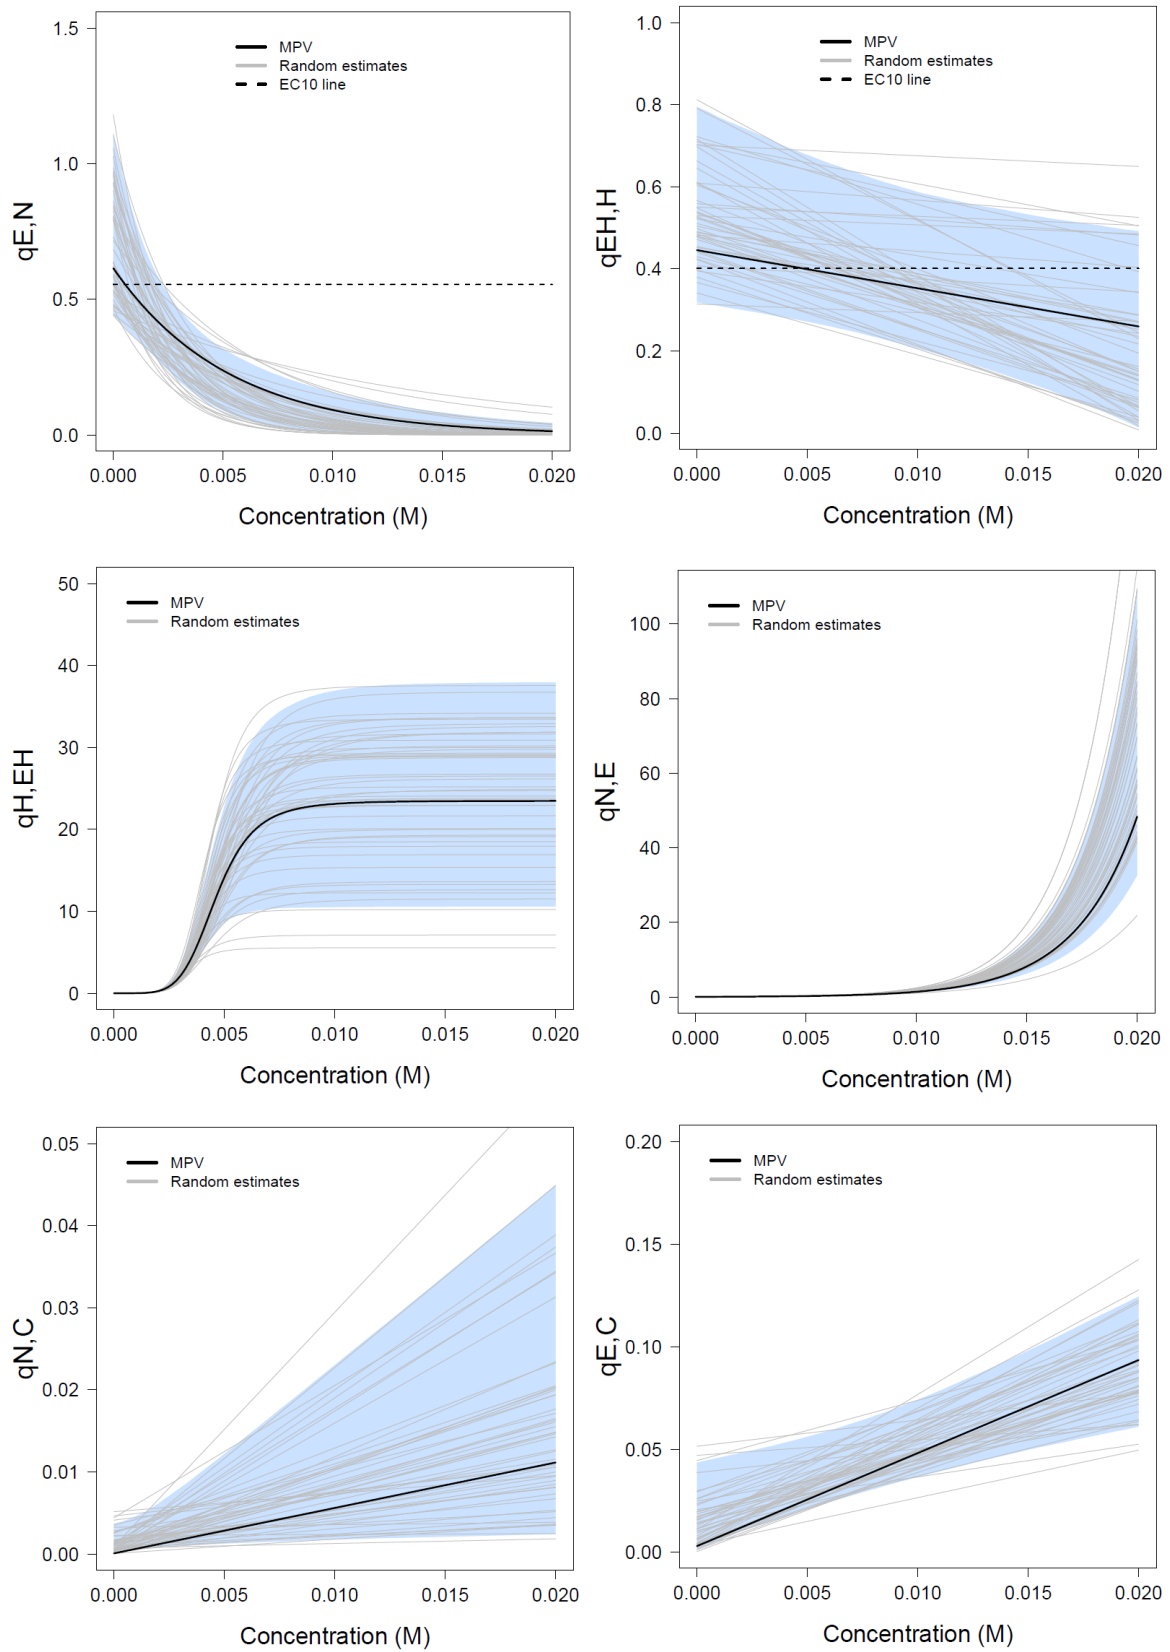 1.5
1.0
0.5
0.0
qE,N
MPV
Random estimates
EC10 line
0.000 0.005 0.010 0.015 0.020
Concentration (M)
1.0
0.8
0.6
0.4
0.2
0.0
qEH,H
MPV
Random estimates
EC10 line
0.000 0.005 0.010 0.015 0.020
Concentration (M)
50
40
30
20
10
0
qH,EH
MPV
Random estimates
0.000 0.005 0.010 0.015 0.020
Concentration (M)
100
80
60
40
20
0
qN,E
MPV
Random estimates
0.000 0.005 0.010 0.015 0.020
Concentration (M)
0.05
0.04
0.03
0.02
0.01
0.00
qN,C
MPV
Random estimates
0.000 0.005 0.010 0.015 0.020
Concentration (M)
0.20
0.15
0.10
0.05
0.00
qE,C
MPV
Random estimates
0.000 0.005 0.010 0.015 0.020
Concentration (M)